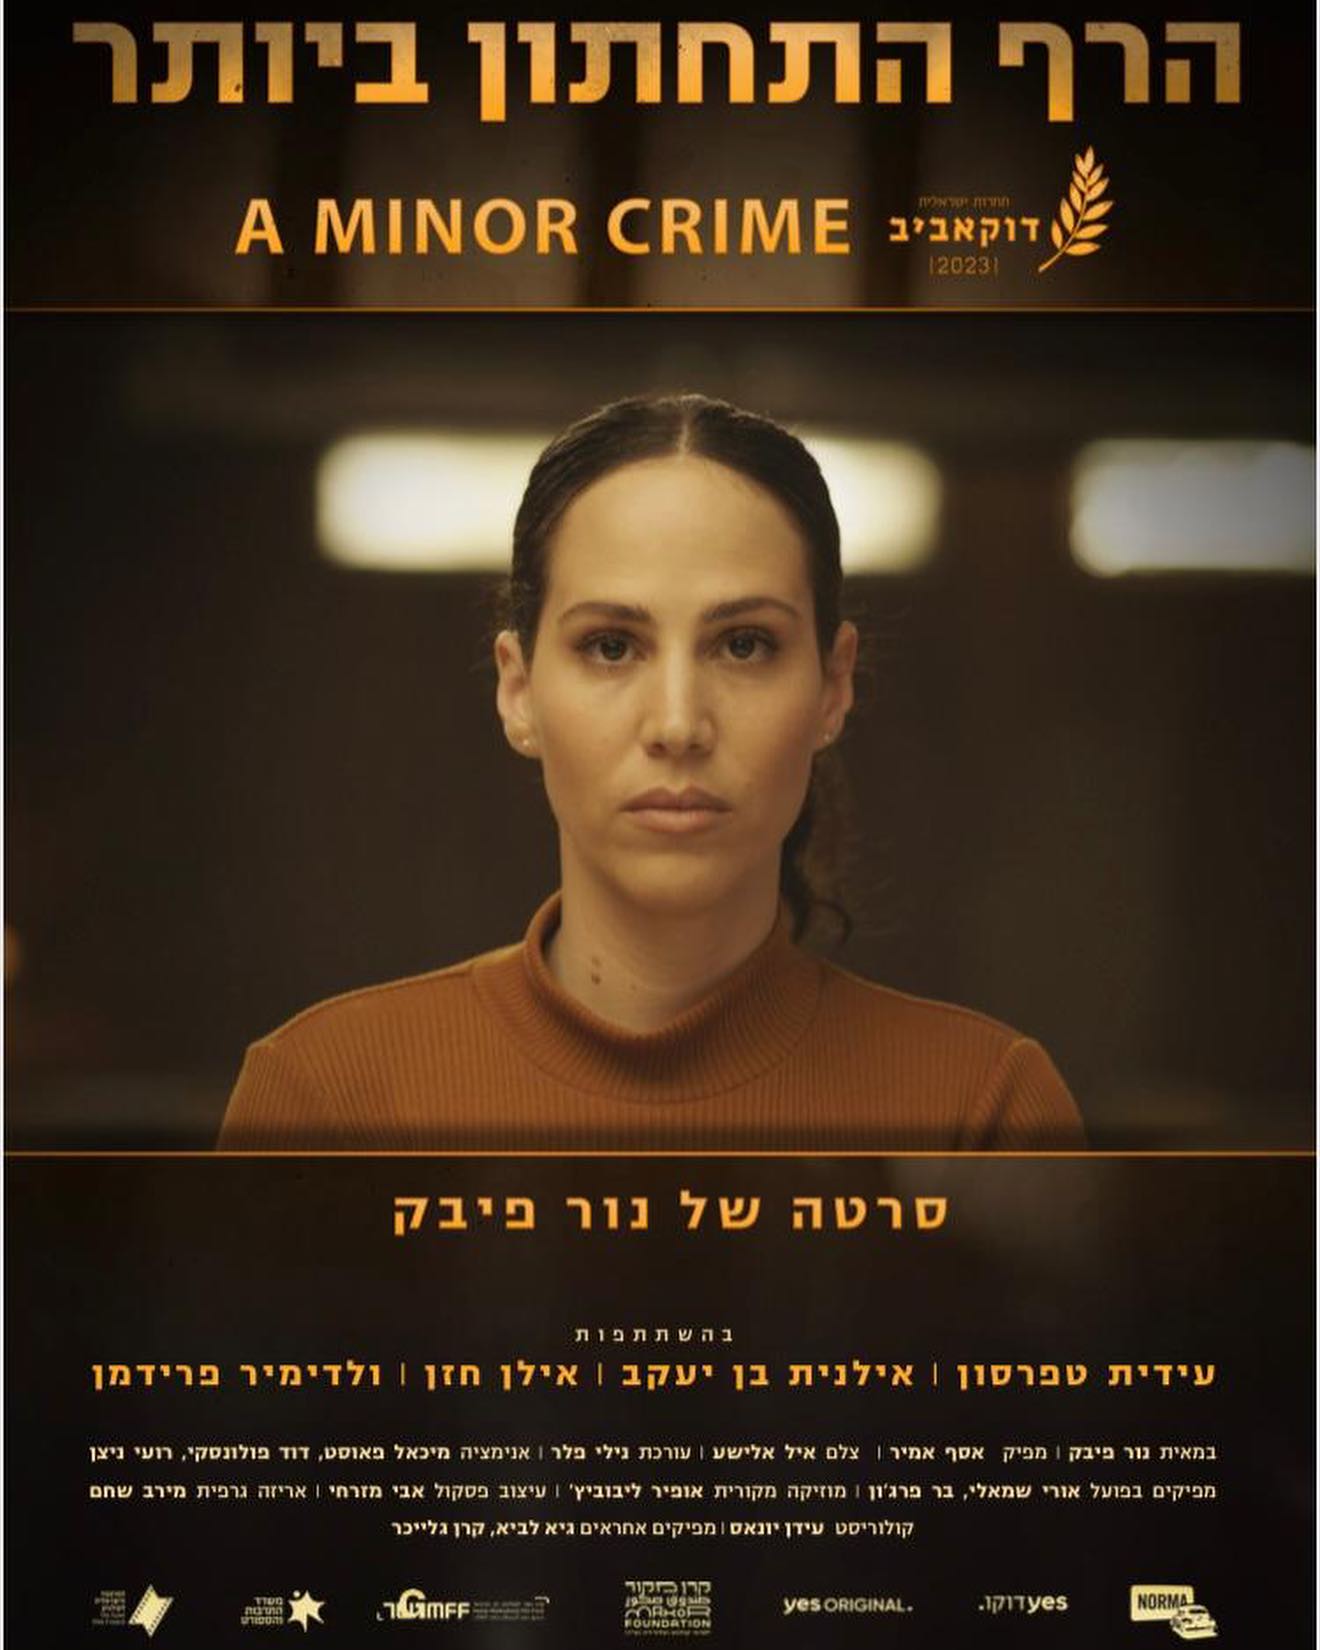 הרף התחתון ביותר
A MINOR CRIME
תחרות ישראלית
דוקאביב
|2023|
סרטה של נור פיבק
בהשתתפות
עידית טפרסון | אילנית בן יעקב | אילן חזן | ולדימיר פרידמן
במאית נור פיבק | מפיק אסף אמיר | צלם איל אלישע | עורכת נילי פלר | אנימציה מיכאל פאוסט, דוד פולונסקי, רועי ניצן
מפיקים בפועל אורי שמאלי, בר פרג'ון | מוזיקה מקורית אופיר ליבוביץ' | עיצוב פסקול אבי מזרחי | אריזה גרפית מירב שחם
קולוריסט עידן יונאס | מפיקים אחראים גיא לביא, קרן גלייכר
משרד
התרבות
והספורט
GMFF
קרן מקור
MAKOR
FOUNDATION
yes ORIGINAL.
yesדוקו.
NORMA